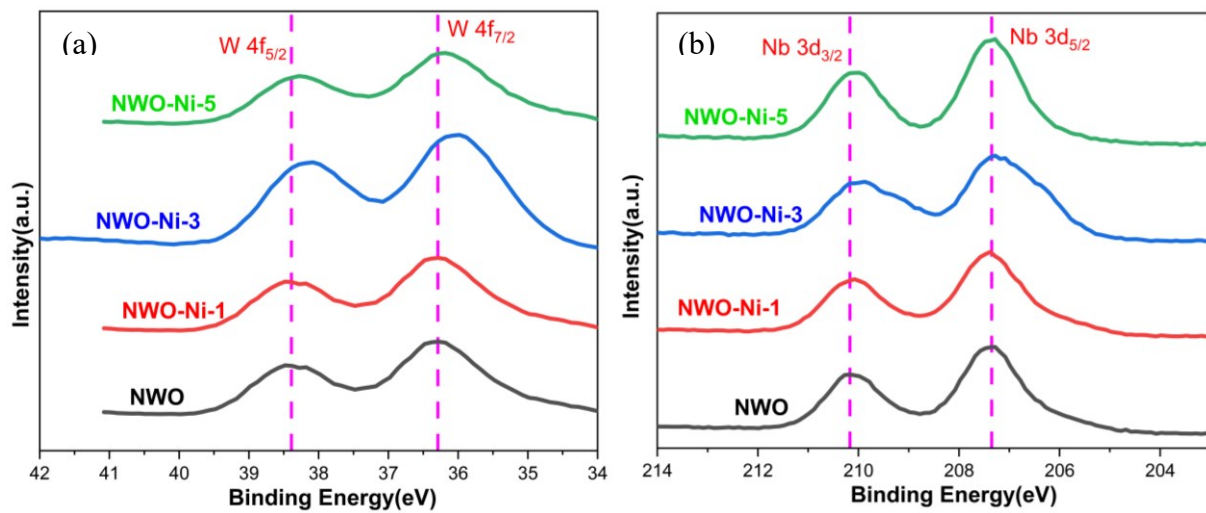 (a)
W 4f5/2
W 4f7/2
NWO-Ni-5
NWO-Ni-3
NWO-Ni-1
NWO
Intensity(a.u.)
42 41 40 39 38 37 36 35 34
Binding Energy(eV)
(b)
Nb 3d3/2
Nb 3d5/2
NWO-Ni-5
NWO-Ni-3
NWO-Ni-1
NWO
Intensity(a.u.)
214 212 210 208 206 204
Binding Energy(eV)